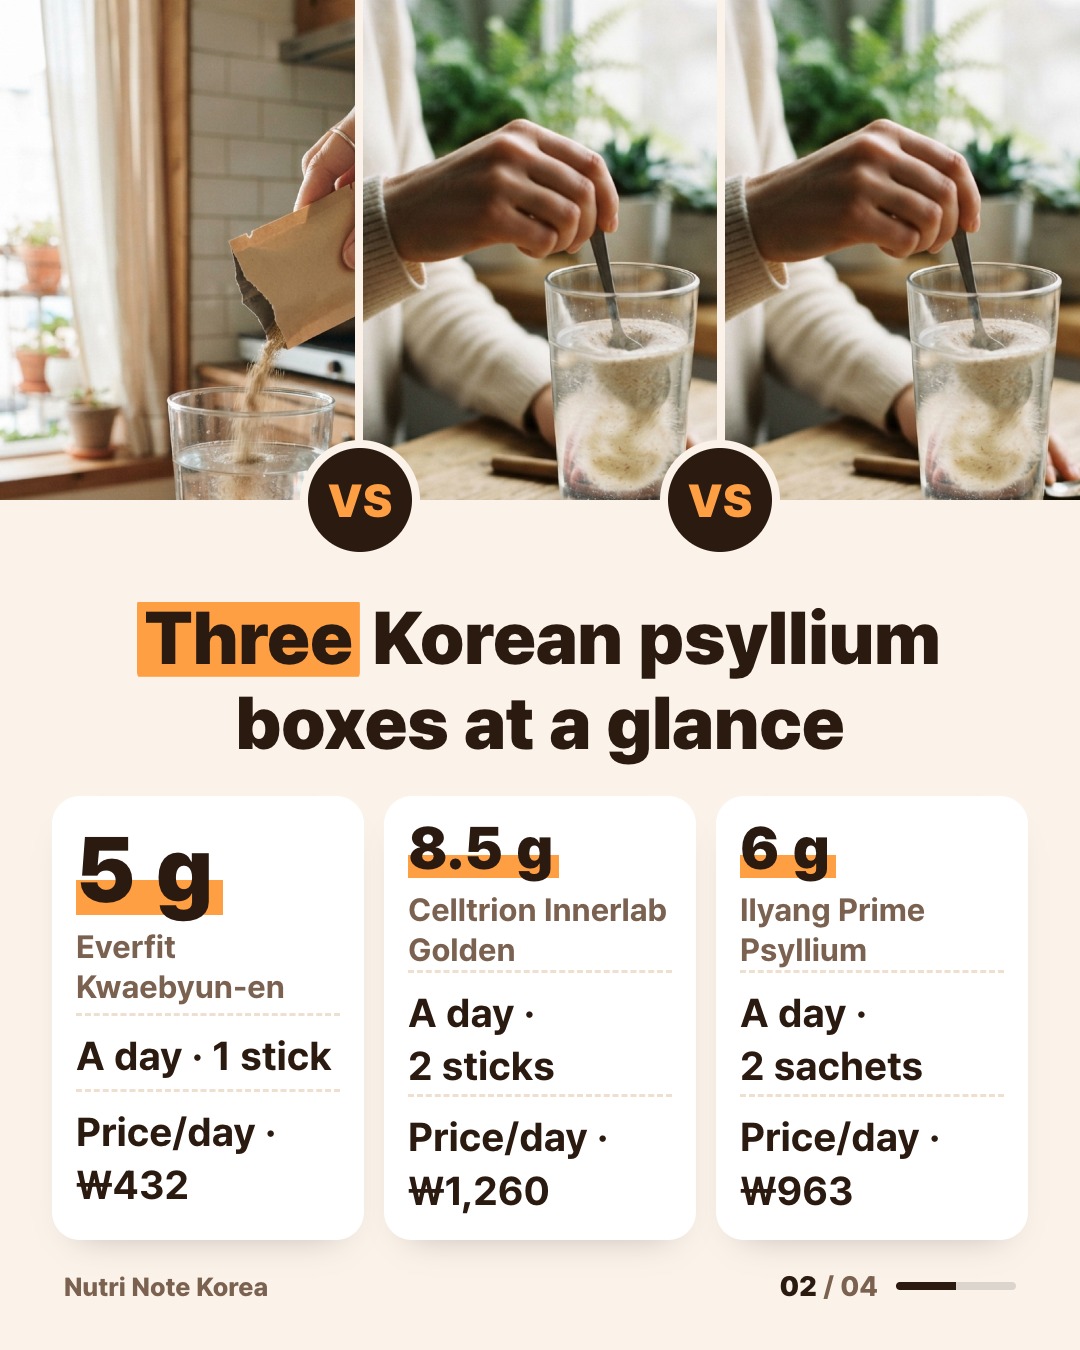 VS
VS
Three Korean psyllium
boxes at a glance
5 g
Everfit
Kwaebyun-en
A day · 1 stick
Price/day ·
₩432
8.5 g
Celltrion Innerlab
Golden
A day ·
2 sticks
Price/day ·
₩1,260
6 g
Ilyang Prime
Psyllium
A day ·
2 sachets
Price/day ·
₩963
Nutri Note Korea
02 / 04